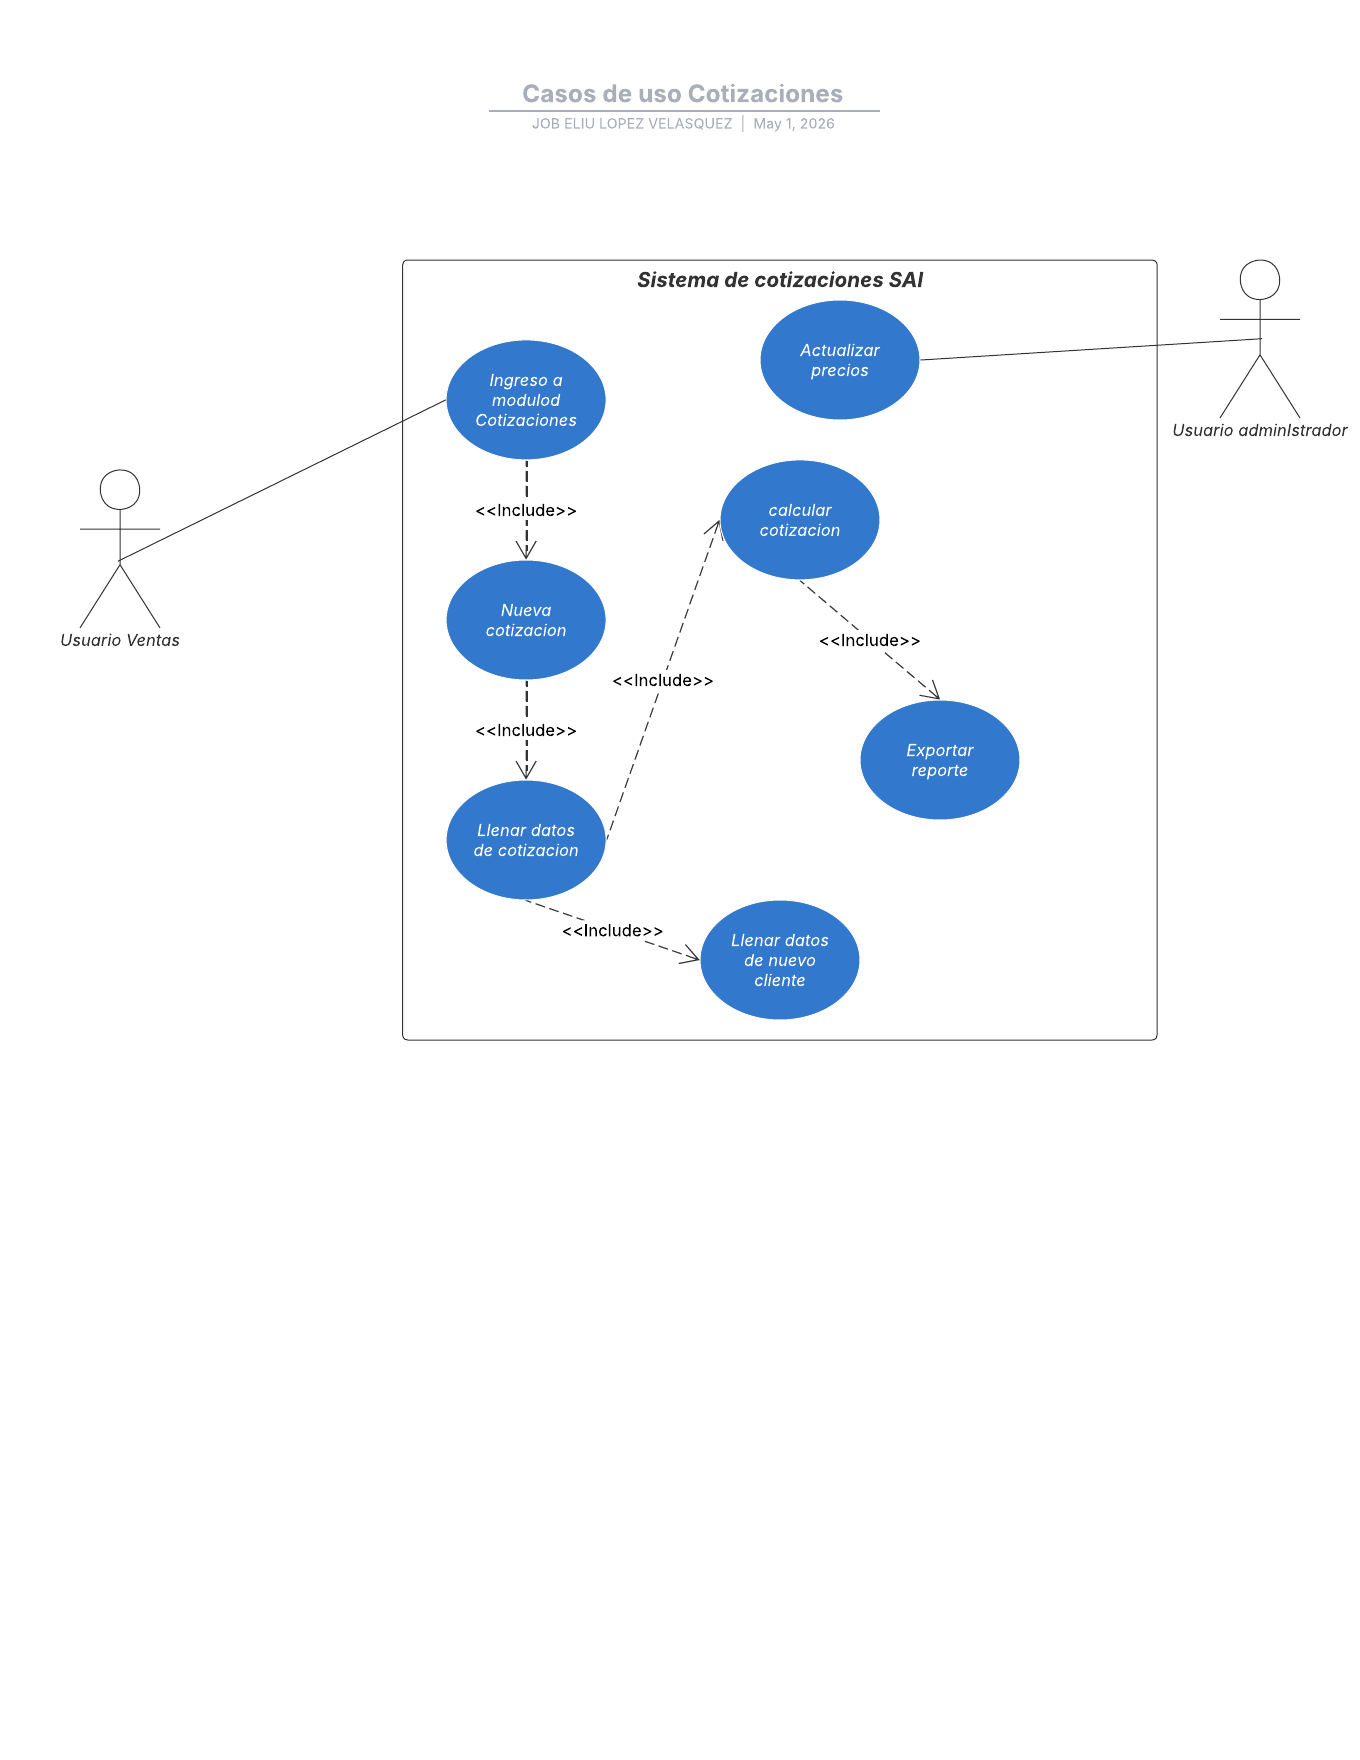 Casos de uso Cotizaciones
JOB ELIU LOPEZ VELASQUEZ | May 1, 2026
Sistema de cotizaciones SAI
Actualizar
precios
Ingreso a
modulod
Cotizaciones
Usuario adminIstrador
<<Include>>
calcular
cotizacion
Nueva
cotizacion
Usuario Ventas
<<Include>>
<<Include>>
<<Include>>
Exportar
reporte
Llenar datos
de cotizacion
<<Include>>
Llenar datos
de nuevo
cliente